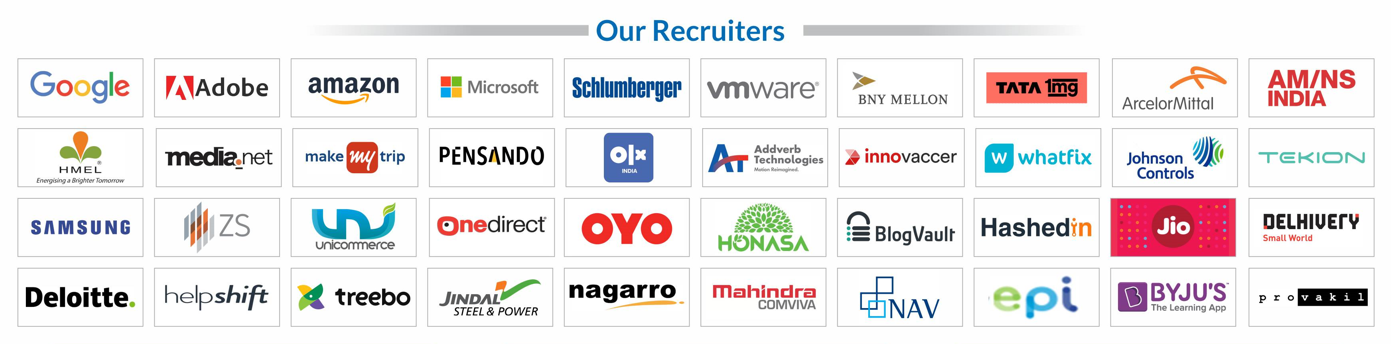 Our Recruiters
Google
Adobe
amazon
Microsoft
Schlumberger
vmware®
BNY MELLON
TATA 1mg
ArcelorMittal
AM/NS
INDIA
HMEL
Energising a Brighter Tomorrow
media.net
make my trip
PENSANDO
olx
INDIA
Addverb
Technologies
Motion Reimagined.
innovaccer
whatfix
Johnson
Controls
TEKION
SAMSUNG
ZS
uni
unicommerce
Onedirect
OYO
HONASA
BlogVault
Hashedin
Jio
DELHIVERY
Small World
Deloitte.
helpshift
treebo
JINDAL
STEEL & POWER
nagarro
Mahindra
COMVIVA
NAV
epi
BYJU'S
The Learning App
provakil